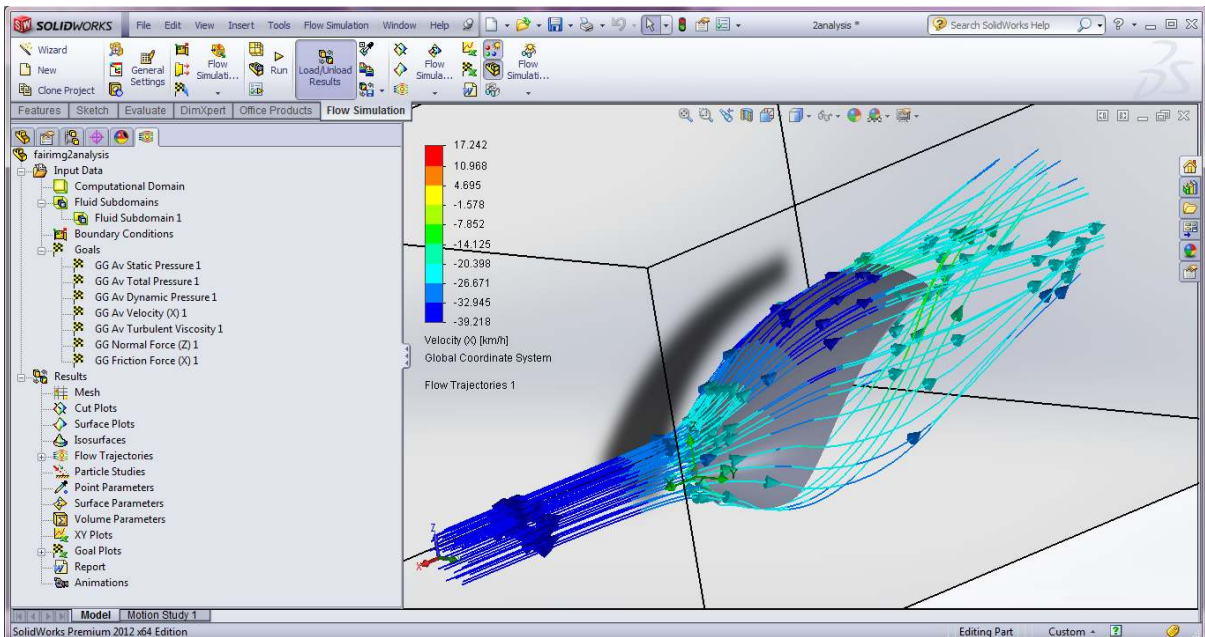 SOLIDWORKS File Edit View Insert Tools Flow Simulation Window Help 2analysis * Search SolidWorks Help
Wizard
New
Clone Project
General Settings
Flow Simulati...
Run
Load/Unload Results
Flow Simula...
Flow Simulati...
Features Sketch Evaluate DimXpert Office Products Flow Simulation
fairimg2analysis
Input Data
Computational Domain
Fluid Subdomains
Fluid Subdomain 1
Boundary Conditions
Goals
GG Av Static Pressure 1
GG Av Total Pressure 1
GG Av Dynamic Pressure 1
GG Av Velocity (X) 1
GG Av Turbulent Viscosity 1
GG Normal Force (Z) 1
GG Friction Force (X) 1
Results
Mesh
Cut Plots
Surface Plots
Isosurfaces
Flow Trajectories
Particle Studies
Point Parameters
Surface Parameters
Volume Parameters
XY Plots
Goal Plots
Report
Animations
17.242
10.968
4.695
-1.578
-7.852
-14.125
-20.398
-26.671
-32.945
-39.218
Velocity (X) [km/h]
Global Coordinate System
Flow Trajectories 1
Z
X
Model Motion Study 1
SolidWorks Premium 2012 x64 Edition Editing Part Custom